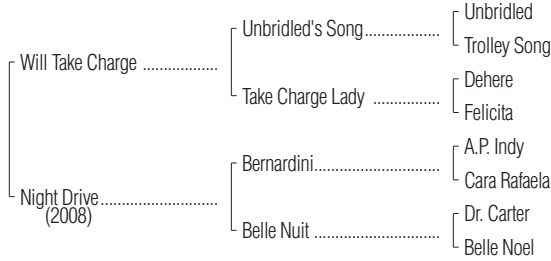 Unbridled
Unbridled's Song..................
Trolley Song
Will Take Charge ..................
Dehere
Take Charge Lady ................
Felicita
A.P. Indy
Bernardini..............................
Cara Rafaela
Night Drive............................
(2008)
Dr. Carter
Belle Nuit ..............................
Belle Noel